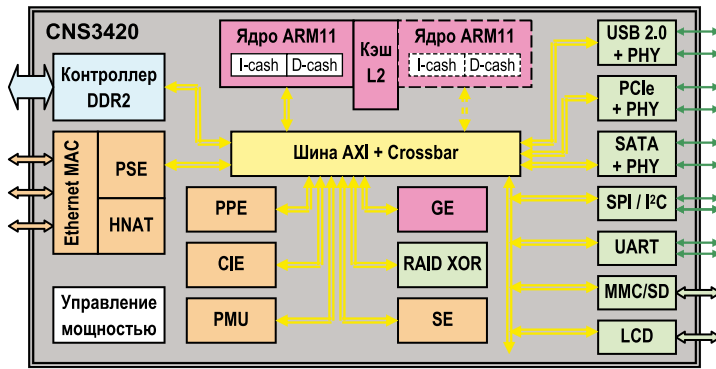 CNS3420
Ядро ARM11
I-cash D-cash
Кэш
L2
Ядро ARM11
I-cash D-cash
Контроллер
DDR2
USB 2.0
+ PHY
PCIe
+ PHY
SATA
+ PHY
Шина AXI + Crossbar
Ethernet MAC
PSE
HNAT
PPE
GE
SPI / I²C
CIE
RAID XOR
UART
Управление
мощностью
PMU
SE
MMC/SD
LCD